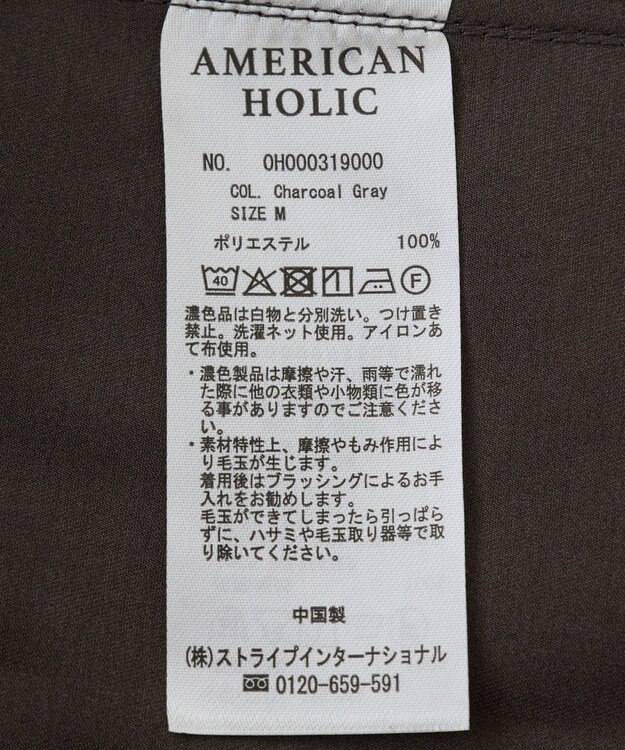 AMERICAN
HOLIC
NO. 0H000319000
COL. Charcoal Gray
SIZE M
ポリエステル 100%
40 F
濃色品は白物と分別洗い。つけ置き
禁止。洗濯ネット使用。アイロンあ
て布使用。
・濃色製品は摩擦や汗、雨等で濡れ
た際に他の衣類や小物類に色が移
る事がありますのでご注意くださ
い。
・素材特性上、摩擦やもみ作用によ
り毛玉が生じます。
着用後はブラッシングによるお手
入れをお勧めします。
毛玉ができてしまったら引っぱら
ずに、ハサミや毛玉取り器等で取
り除いてください。
中国製
(株)ストライプインターナショナル
0120-659-591